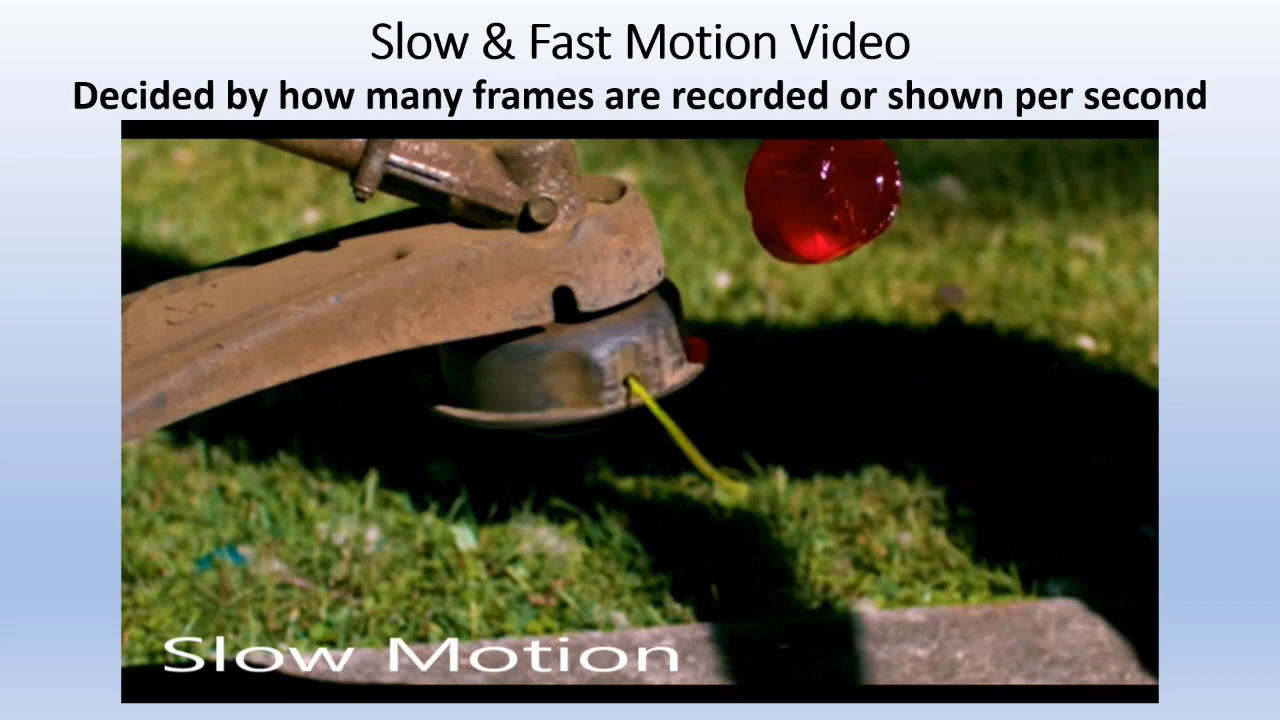 Slow & Fast Motion Video
Decided by how many frames are recorded or shown per second
Slow Motion